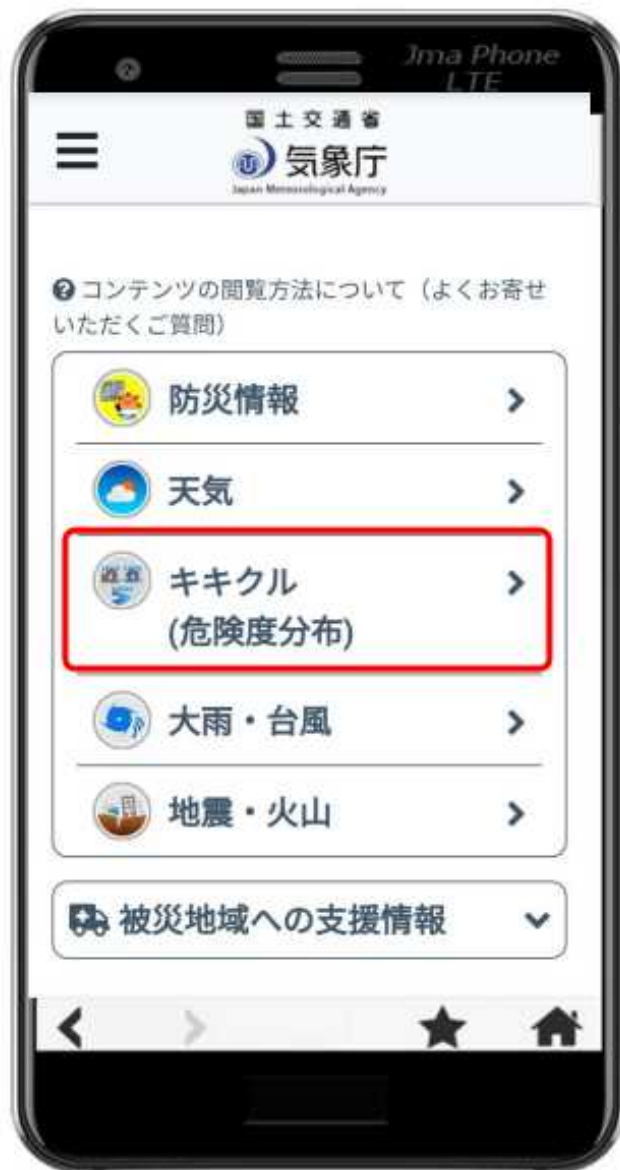 Jma Phone
LTE
国土交通省
気象庁
Japan Meteorological Agency
コンテンツの閲覧方法について（よくお寄せ
いただくご質問）
防災情報
天気
キキクル
(危険度分布)
大雨・台風
地震・火山
被災地域への支援情報